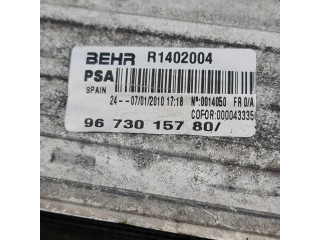 BEHR R1402004
PSA
SPAIN
24--07/01/2010 17:18 Nº:0014050 FR 0/A
COFOR:000043335
96 730 157 80/